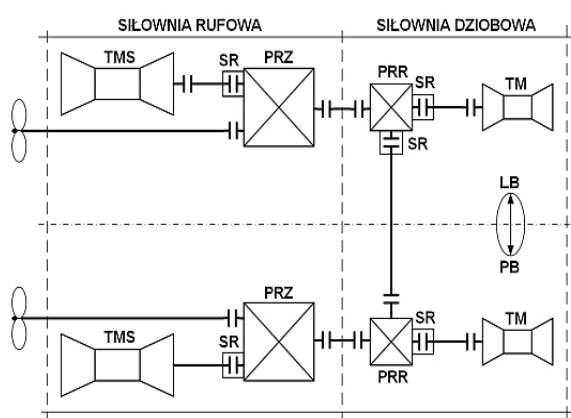 SIŁOWNIA RUFOWA SIŁOWNIA DZIOBOWA
TMS SR PRZ PRR SR TM
SR
LB
PB
PRZ
TMS SR SR TM
PRR